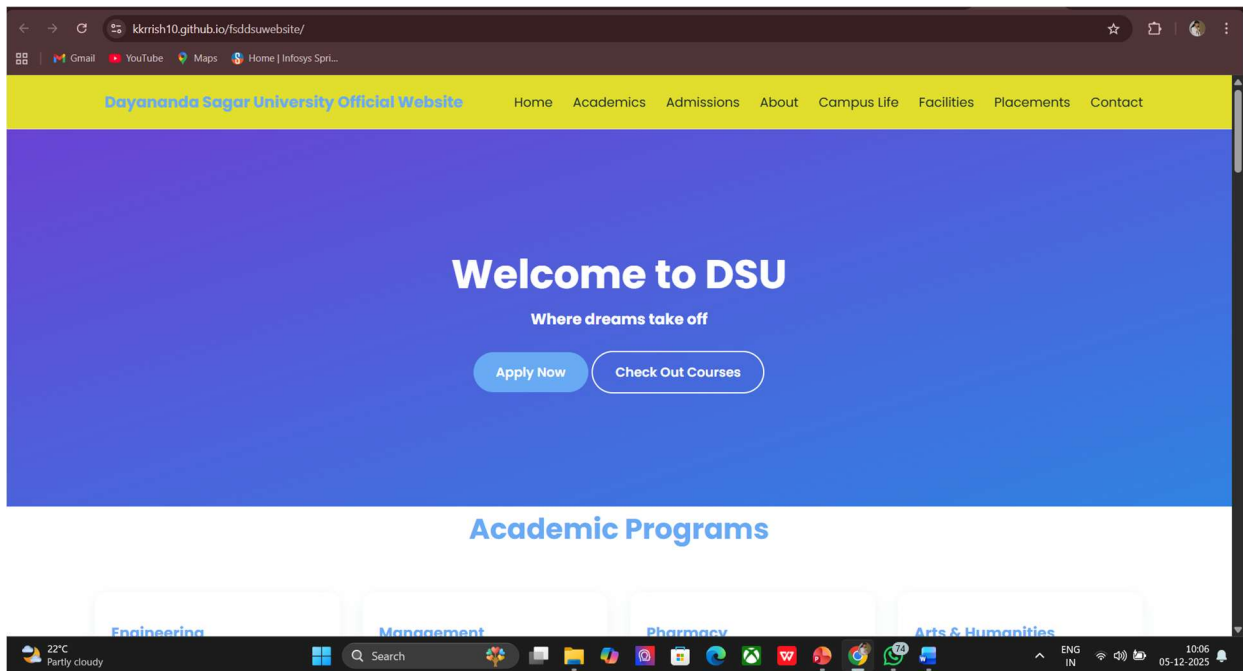 kkrrish10.github.io/fsddsuwebsite/
Gmail YouTube Maps Home | Infosys Spri...
Dayananda Sagar University Official Website Home Academics Admissions About Campus Life Facilities Placements Contact
Welcome to DSU
Where dreams take off
Apply Now Check Out Courses
Academic Programs
Engineering Management Pharmacy Arts & Humanities
22°C
Partly cloudy
Search
74
ENG
IN
10:06
05-12-2025